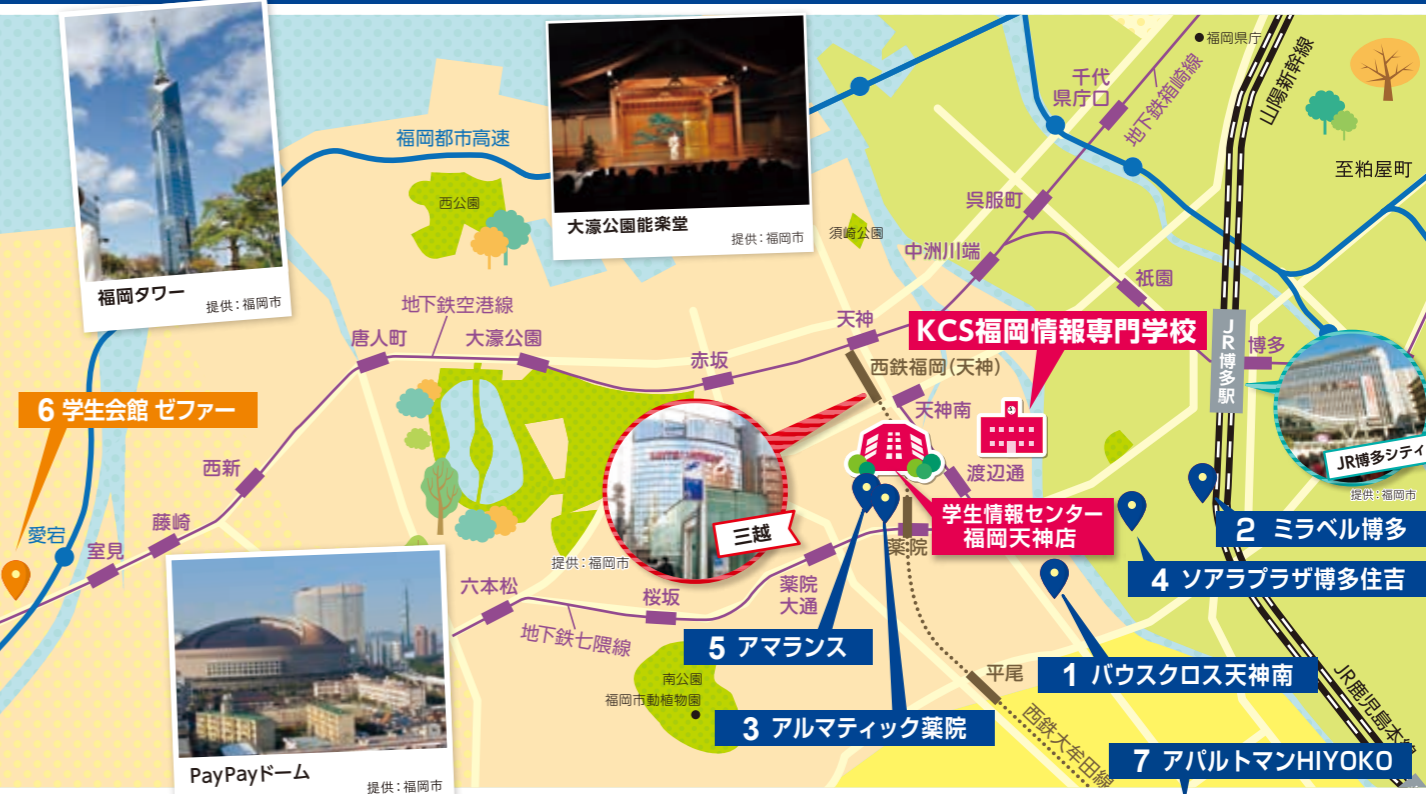 福岡タワー
提供：福岡市
大濠公園能楽堂
提供：福岡市
福岡都市高速
西公園
須崎公園
福岡県庁
千代
県庁口
地下鉄箱崎線
山陽新幹線
至粕屋町
呉服町
中洲川端
祇園
地下鉄空港線
唐人町
大濠公園
赤坂
天神
KCS福岡情報専門学校
西鉄福岡（天神）
天神南
JR博多駅
博多
JR博多シティ
提供：福岡市
6 学生会館 ゼファー
西新
藤崎
室見
愛宕
三越
提供：福岡市
渡辺通
学生情報センター
福岡天神店
薬院
薬院
大通
桜坂
六本松
地下鉄七隈線
2 ミラベル博多
4 ソアラプラザ博多住吉
5 アマランス
1 バウスクロス天神南
3 アルマティック薬院
7 アパルトマンHIYOKO
南公園
福岡市動植物園
平尾
西鉄大牟田線
JR鹿児島本線
PayPayドーム
提供：福岡市